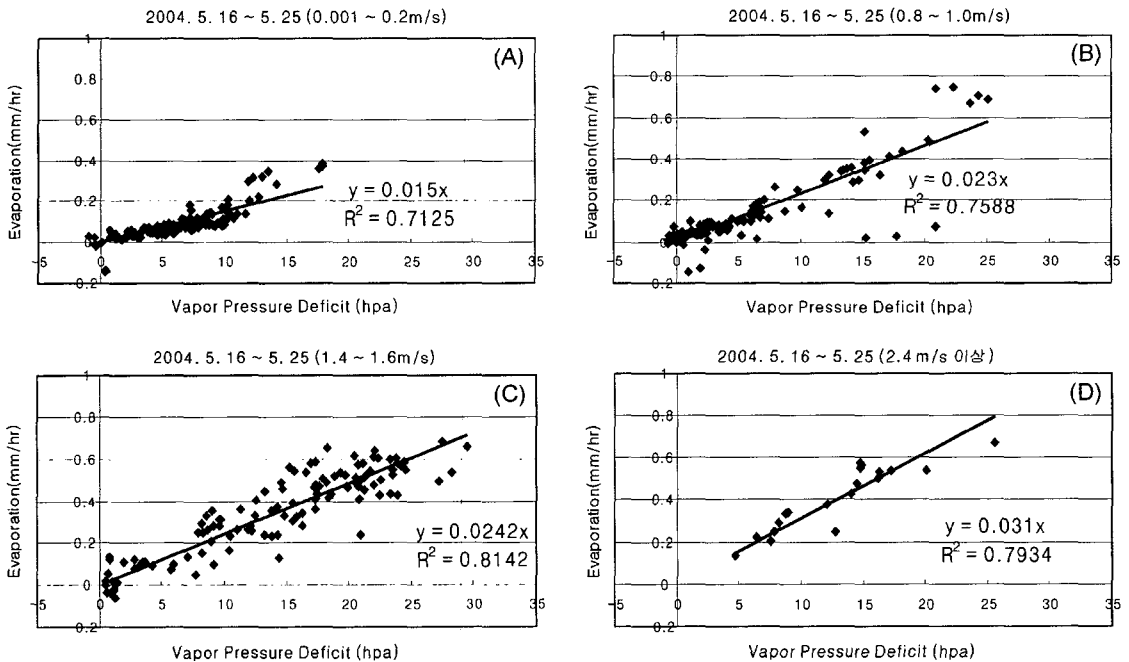 2004. 5. 16 ~ 5. 25 (0.001 ~ 0.2m/s)
(A)
1
0.8
0.6
0.4
0.2
0
0.2
-5 0 5 10 15 20 25 30 35
Evaporation(mm/hr)
y = 0.015x
R² = 0.7125
Vapor Pressure Deficit (hpa)
2004. 5. 16 ~ 5. 25 (0.8 ~ 1.0m/s)
(B)
1
0.8
0.6
0.4
0.2
0
0.2
-5 0 5 10 15 20 25 30 35
Evaporation(mm/hr)
y = 0.023x
R² = 0.7588
Vapor Pressure Deficit (hpa)
2004. 5. 16 ~ 5. 25 (1.4 ~ 1.6m/s)
(C)
1
0.8
0.6
0.4
0.2
0
0.2
-5 0 5 10 15 20 25 30 35
Evaporation(mm/hr)
y = 0.0242x
R² = 0.8142
Vapor Pressure Deficit (hpa)
2004. 5. 16 ~ 5. 25 (2.4 m/s 이상)
(D)
1
0.8
0.6
0.4
0.2
0
0.2
-5 0 5 10 15 20 25 30 35
Evaporation(mm/hr)
y = 0.031x
R² = 0.7934
Vapor Pressure Deficit (hpa)